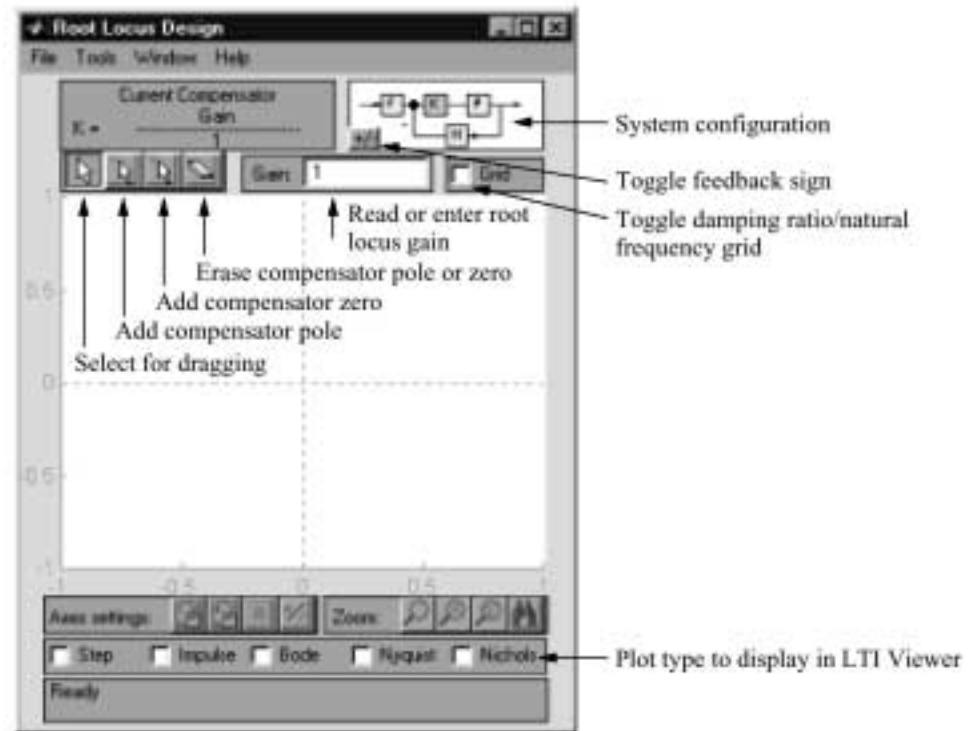 Root Locus Design
File Tools Window Help
Current Compensator
Gain
K = ------------------
1
F K P
H
+/-
System configuration
Gain: 1
Grid
Toggle feedback sign
Toggle damping ratio/natural
frequency grid
Read or enter root
locus gain
Erase compensator pole or zero
Add compensator zero
Add compensator pole
Select for dragging
1
0.5
0
-0.5
-1
-1 -0.5 0 0.5 1
Axes settings: Zoom:
Step Impulse Bode Nyquist Nichols
Plot type to display in LTI Viewer
Ready